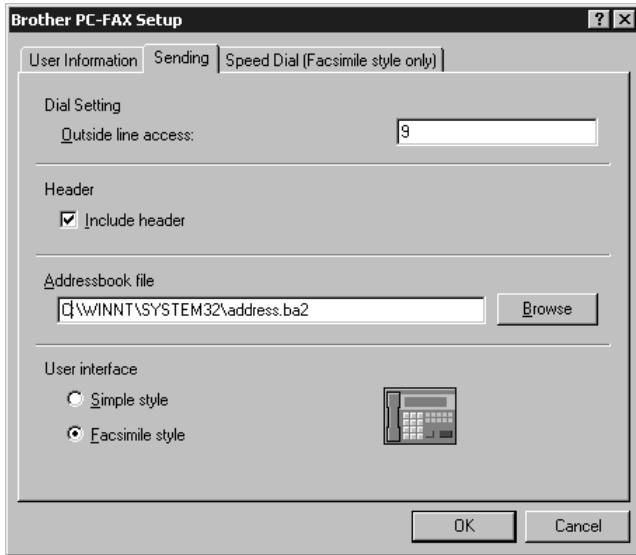 Brother PC-FAX Setup
User Information Sending Speed Dial (Facsimile style only)
Dial Setting
Outside line access: 9
Header
Include header
Addressbook file
C:\WINNT\SYSTEM32\address.ba2 Browse
User interface
Simple style
Facsimile style
OK Cancel